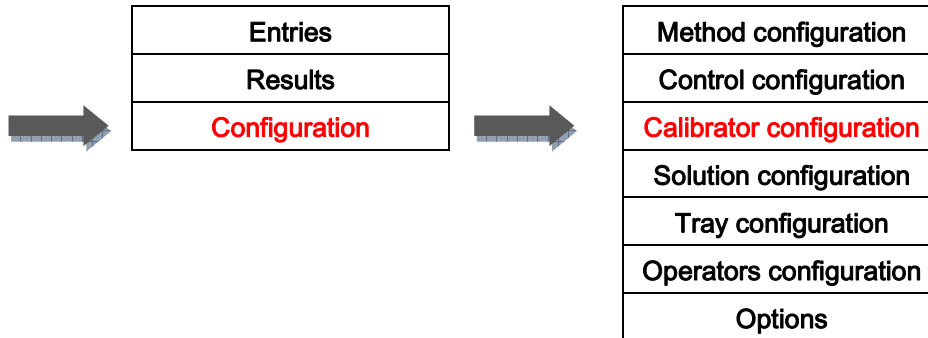 Entries
Results
Configuration
Method configuration
Control configuration
Calibrator configuration
Solution configuration
Tray configuration
Operators configuration
Options